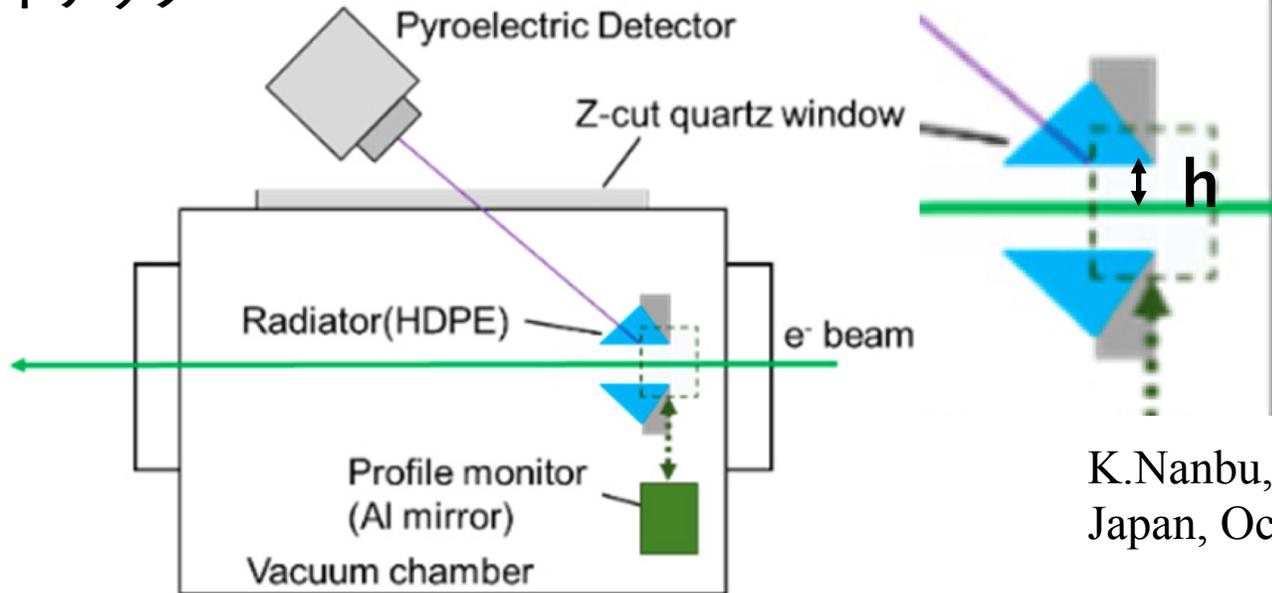 Pyroelectric Detector
Z-cut quartz window
h
Radiator(HDPE)
e⁻ beam
Profile monitor
(Al mirror)
Vacuum chamber
K.Nanbu,
Japan, Oc